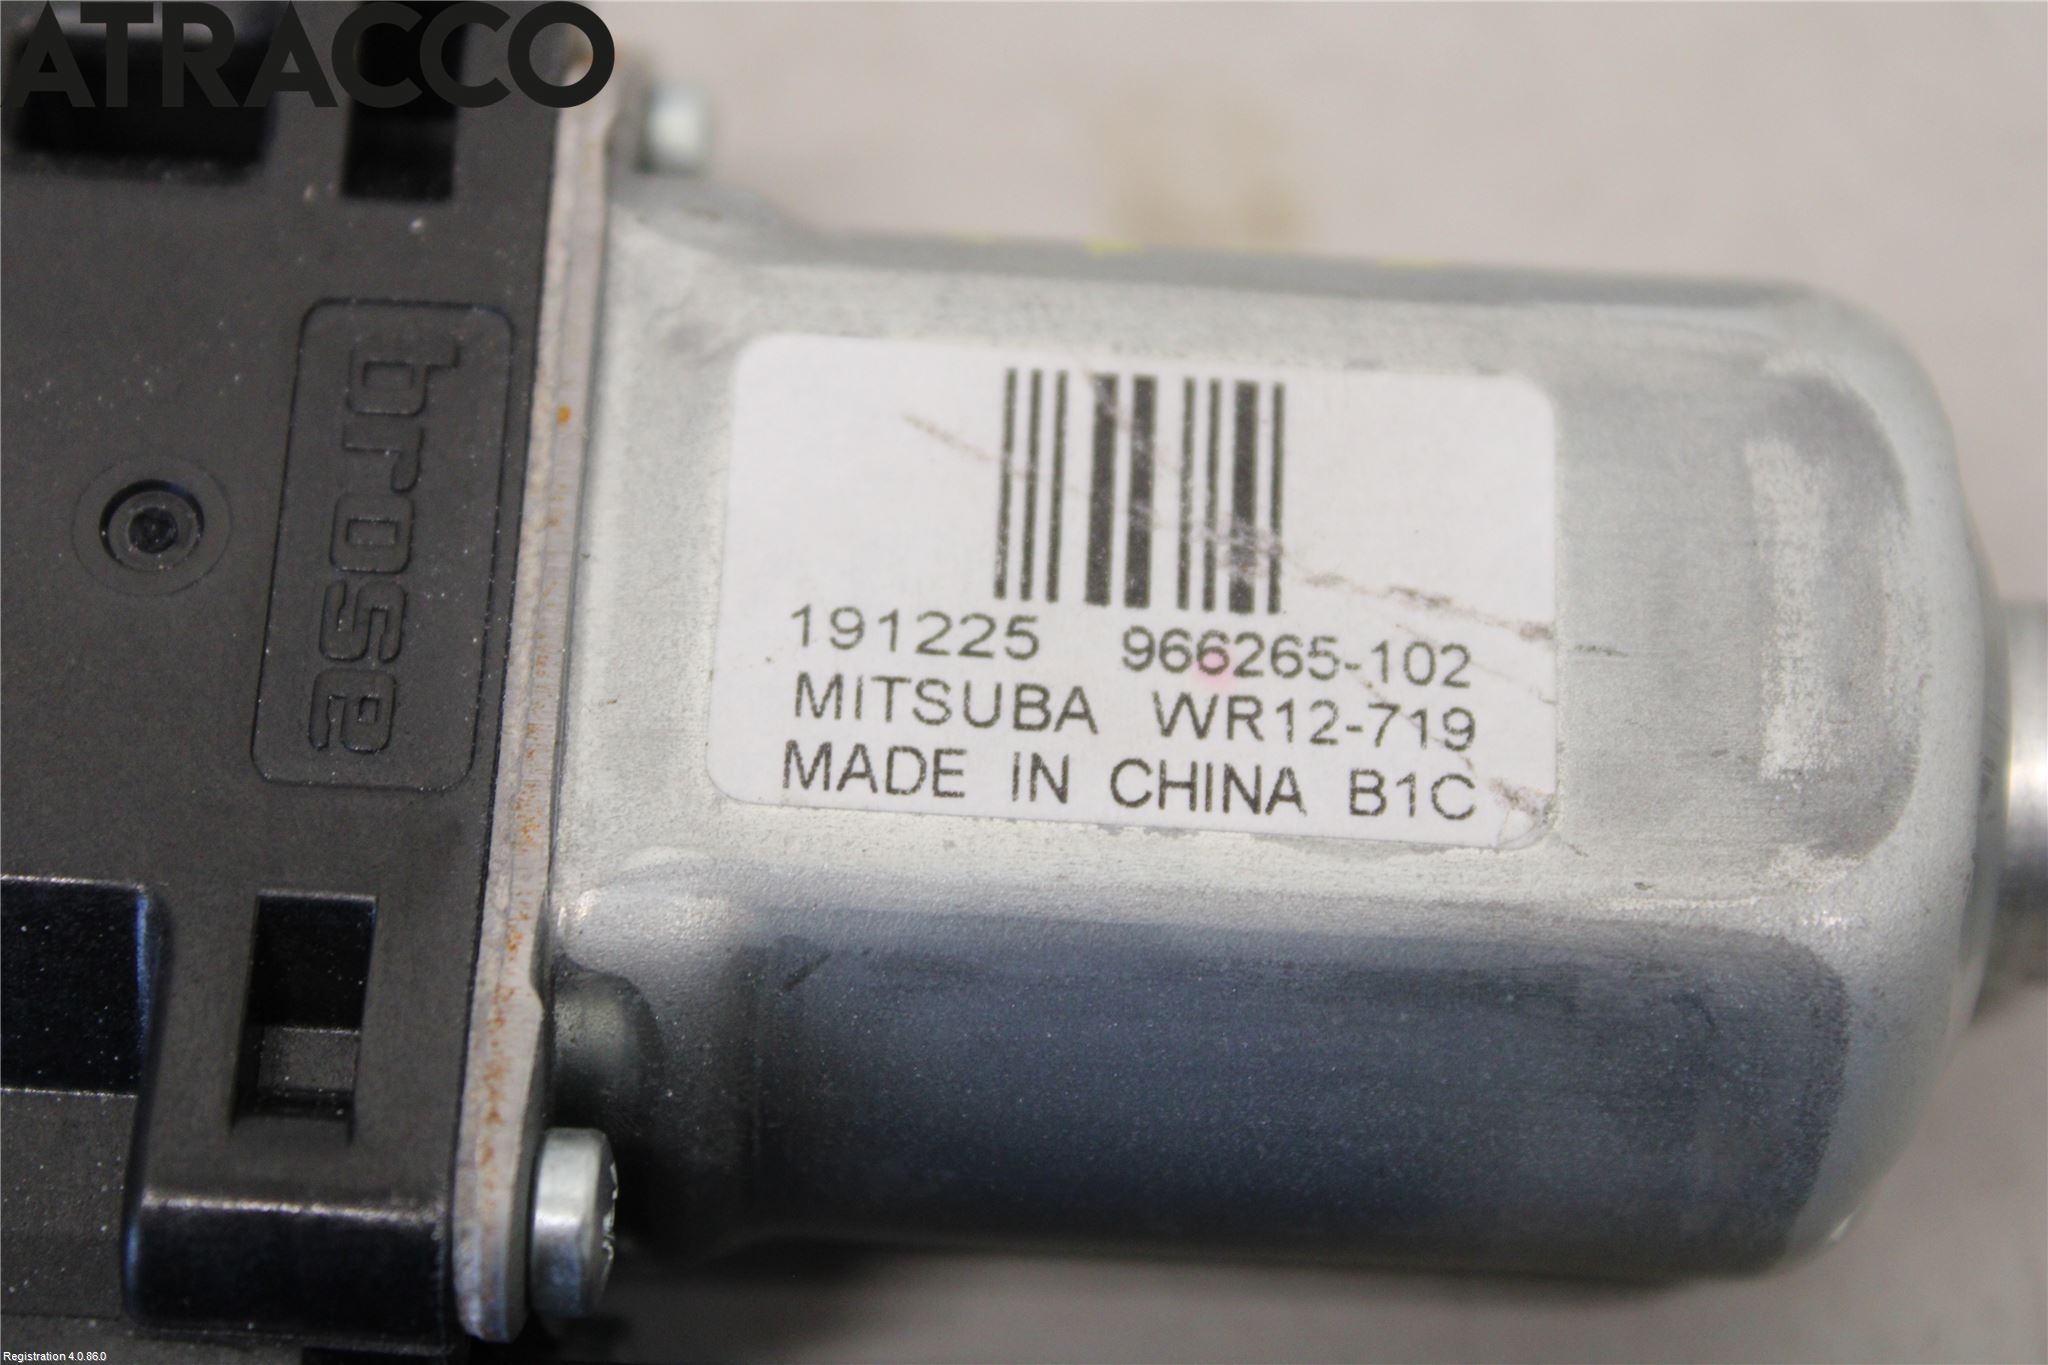 ATRACCO
brose
191225 966265-102
MITSUBA WR12-719
MADE IN CHINA B1C
Registration 4.0.86.0